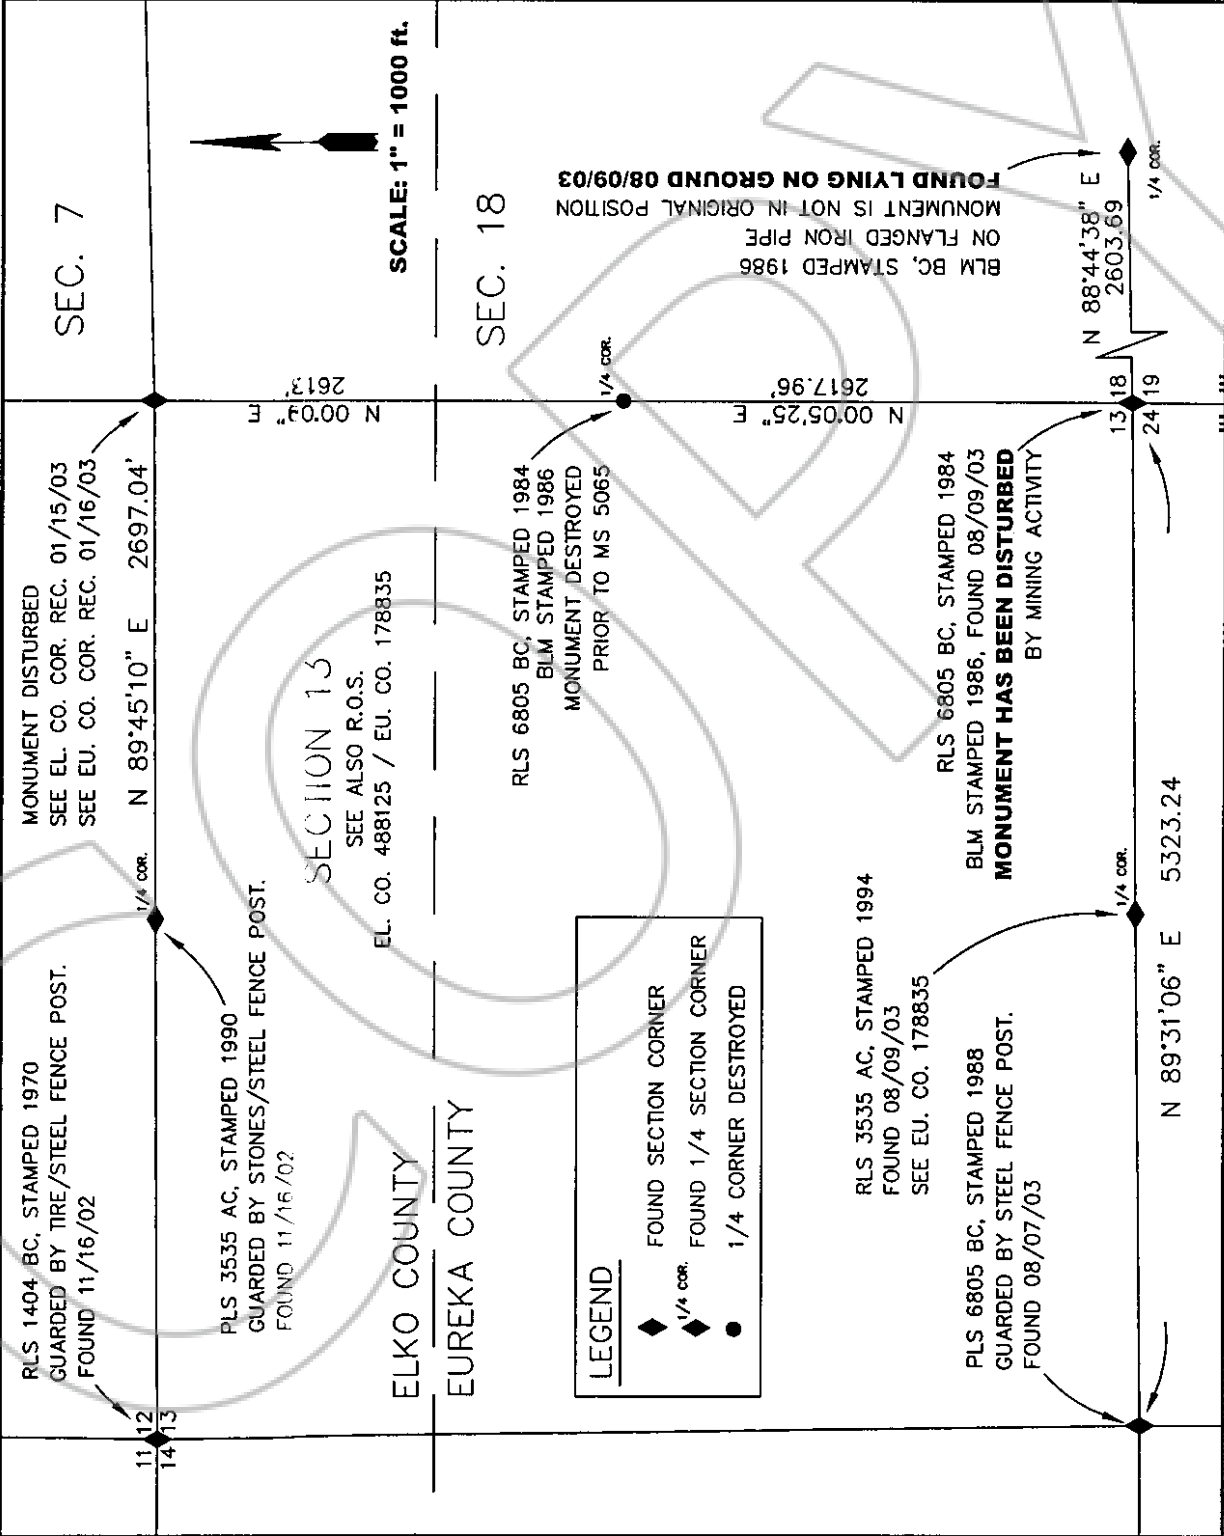 RLS 1404 BC, STAMPED 1970
GUARDED BY TIRE/STEEL FENCE POST.
FOUND 11/16/02
11 12
14 13
PLS 3535 AC, STAMPED 1990
GUARDED BY STONES/STEEL FENCE POST.
FOUND 11/16/02
1/4 COR.
MONUMENT DISTURBED
SEE EL. CO. COR. REC. 01/15/03
SEE EU. CO. COR. REC. 01/16/03
N 89°45'10" E 2697.04'
SEC. 7
SECTION 13
SEE ALSO R.O.S.
EL. CO. 488125 / EU. CO. 178835
N 00°09" E
2613'
SCALE: 1" = 1000 ft.
ELKO COUNTY
EUREKA COUNTY
SEC. 18
RLS 6805 BC, STAMPED 1984
BLM STAMPED 1986
MONUMENT DESTROYED
PRIOR TO MS 5065
1/4 COR.
N 00°05'25" E
2617.96'
BLM BC, STAMPED 1986
ON FLANGED IRON PIPE
MONUMENT IS NOT IN ORIGINAL POSITION
FOUND LYING ON GROUND 08/09/03
LEGEND
FOUND SECTION CORNER
1/4 COR. FOUND 1/4 SECTION CORNER
1/4 CORNER DESTROYED
RLS 3535 AC, STAMPED 1994
FOUND 08/09/03
SEE EU. CO. 178835
1/4 COR.
RLS 6805 BC, STAMPED 1984
BLM STAMPED 1986, FOUND 08/09/03
MONUMENT HAS BEEN DISTURBED
BY MINING ACTIVITY
PLS 6805 BC, STAMPED 1988
GUARDED BY STEEL FENCE POST.
FOUND 08/07/03
13 18
24 19
N 88°44'38" E
2603.69
1/4 COR.
N 89°31'06" E 5323.24
COPY